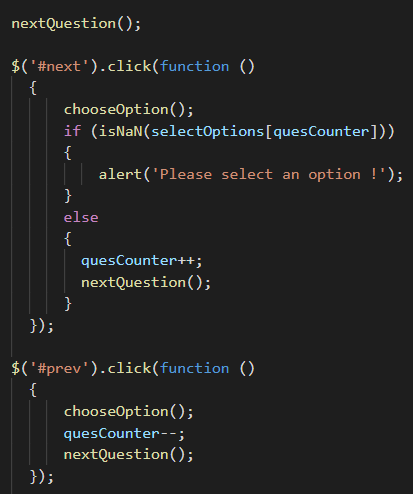 nextQuestion();
$('#next').click(function ()
{
chooseOption();
if (isNaN(selectOptions[quesCounter]))
{
alert('Please select an option !');
}
else
{
quesCounter++;
nextQuestion();
}
});
$('#prev').click(function ()
{
chooseOption();
quesCounter--;
nextQuestion();
});